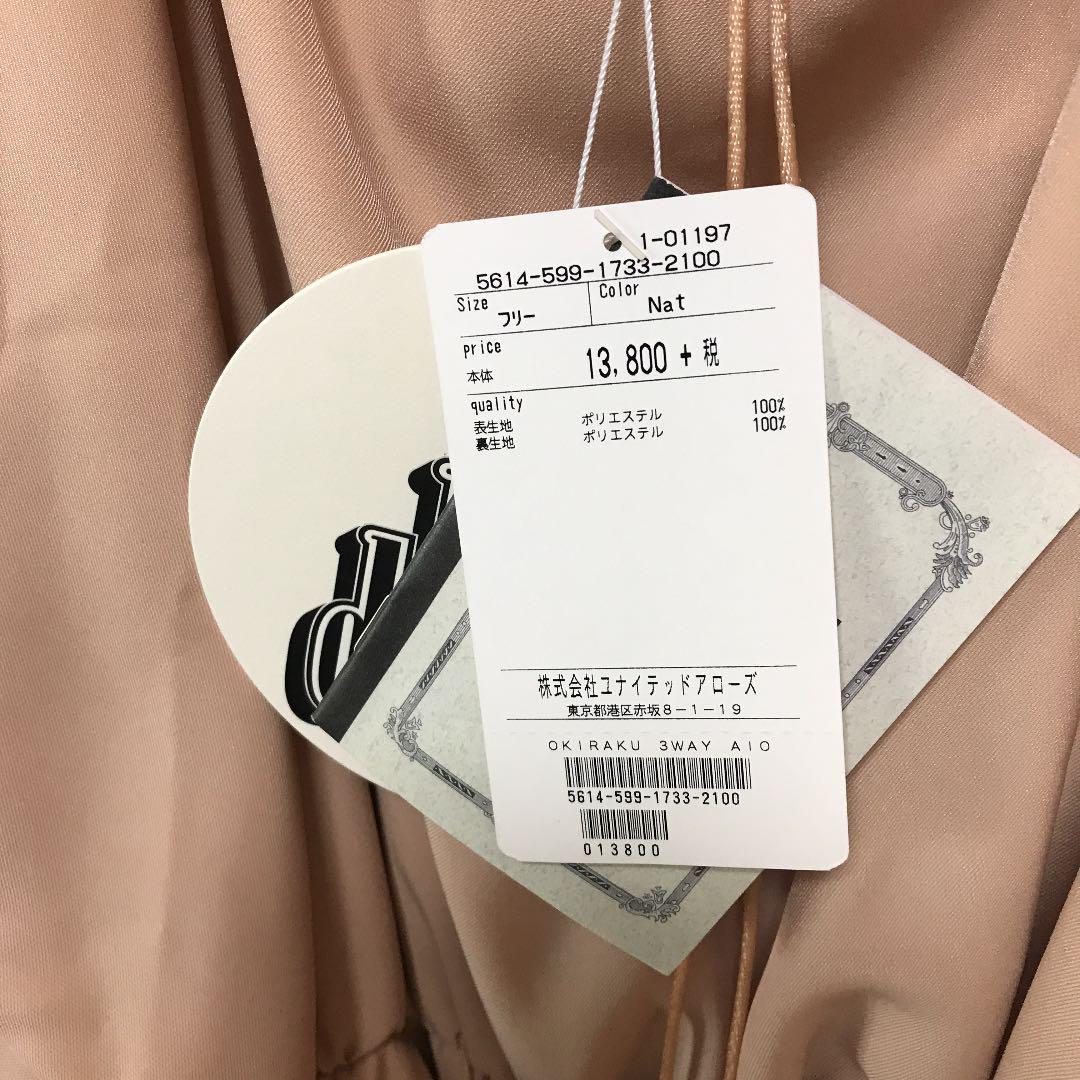 1-01197
5614-599-1733-2100
Size フリー Color Nat
price
本体 13,800 + 税
quality
表生地 ポリエステル 100%
裏生地 ポリエステル 100%
株式会社ユナイテッドアローズ
東京都港区赤坂8-1-19
OKIRAKU 3WAY AIO
5614-599-1733-2100
013800